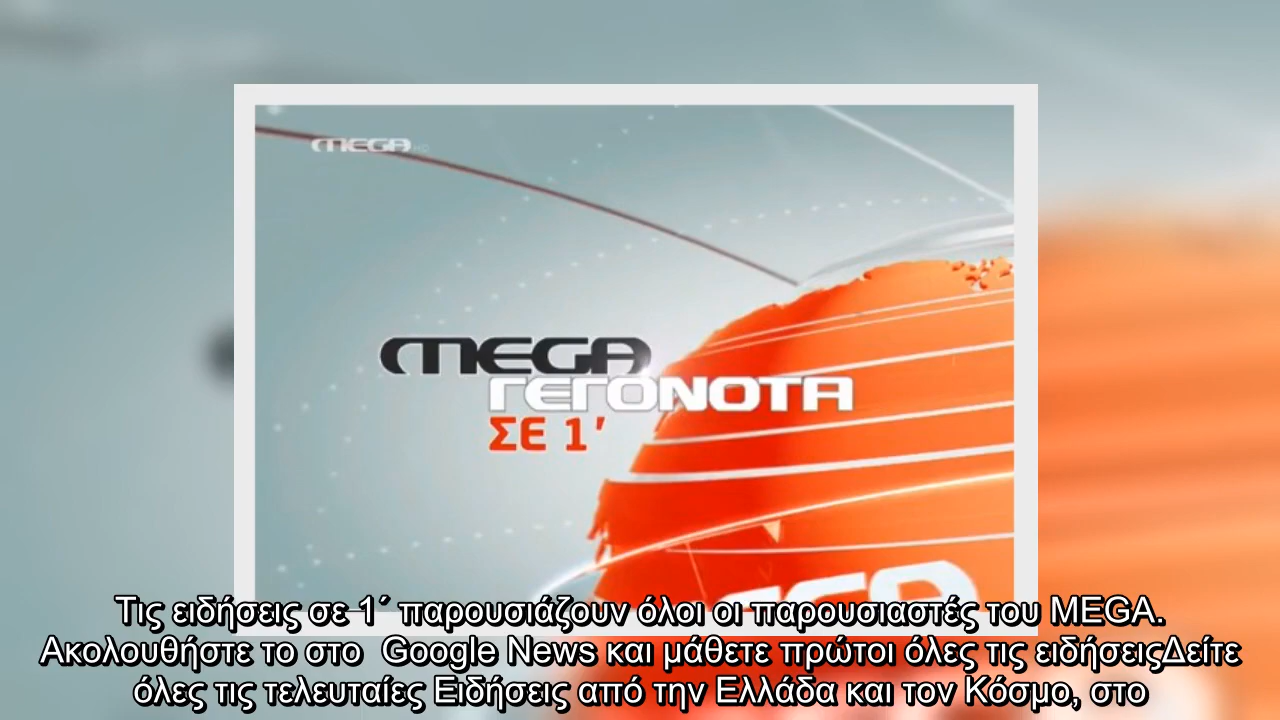 MEGA
MEGA
ΓΕΓΟΝΟΤΑ
ΣΕ 1΄
Τις ειδήσεις σε 1΄ παρουσιάζουν όλοι οι παρουσιαστές του MEGA.
Ακολουθήστε το στο  Google News και μάθετε πρώτοι όλες τις ειδήσειςΔείτε
όλες τις τελευταίες Ειδήσεις από την Ελλάδα και τον Κόσμο, στο